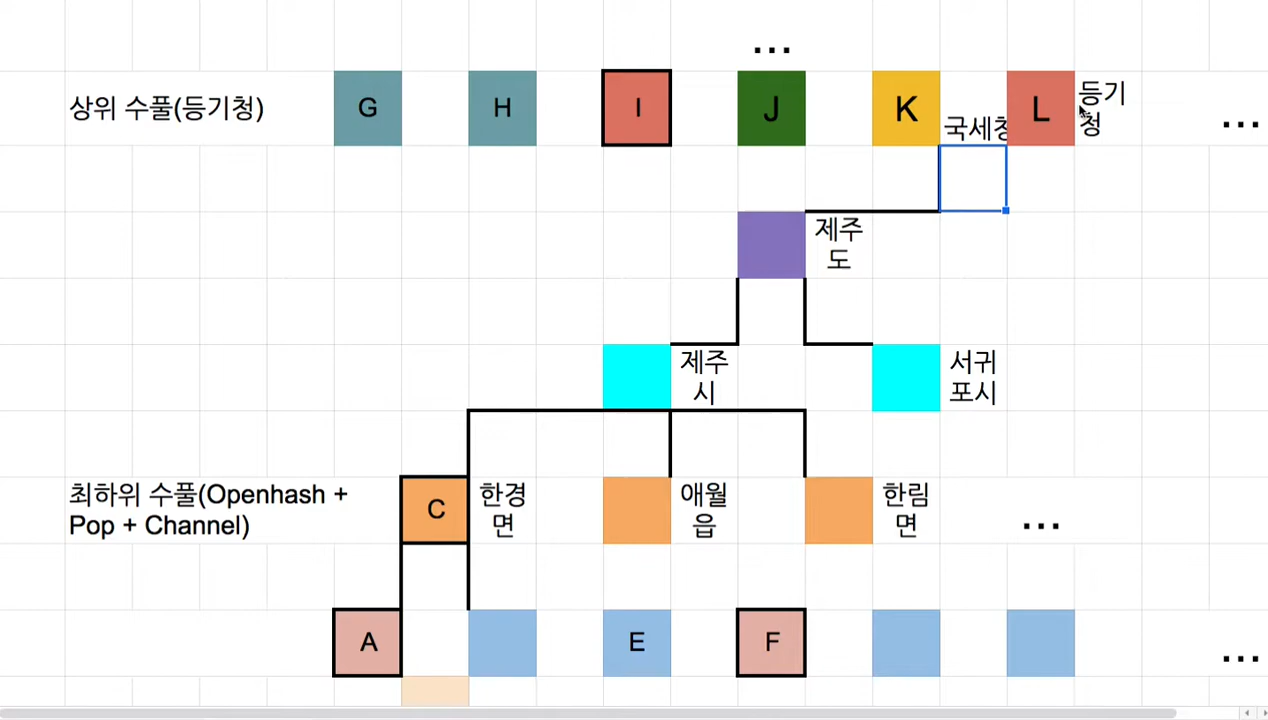 ...
상위 수풀(등기청)
G
H
I
J
K
국세청
L
등기
청
...
제주
도
제주
시
서귀
포시
최하위 수풀(Openhash +
Pop + Channel)
C
한경
면
애월
읍
한림
면
...
A
E
F
...